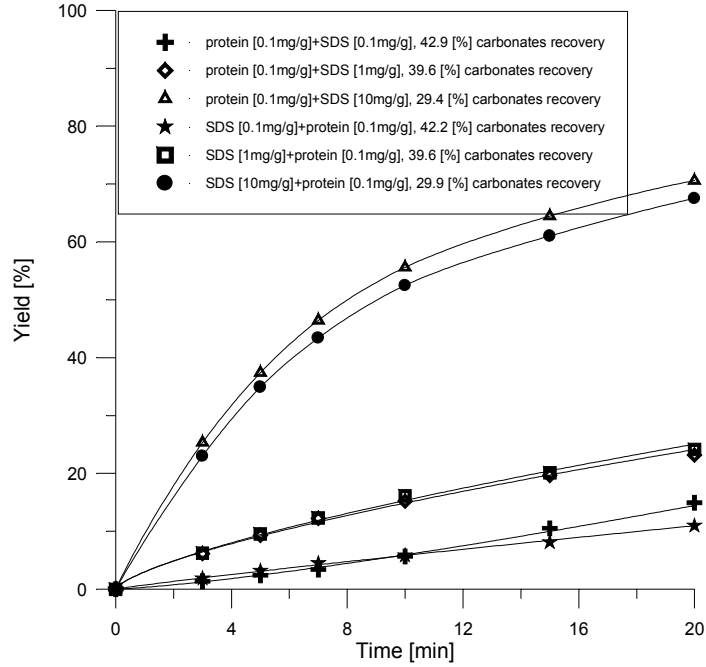 100
80
60
40
20
0
Yield [%]
protein [0.1mg/g]+SDS [0.1mg/g], 42.9 [%] carbonates recovery
protein [0.1mg/g]+SDS [1mg/g], 39.6 [%] carbonates recovery
protein [0.1mg/g]+SDS [10mg/g], 29.4 [%] carbonates recovery
SDS [0.1mg/g]+protein [0.1mg/g], 42.2 [%] carbonates recovery
SDS [1mg/g]+protein [0.1mg/g], 39.6 [%] carbonates recovery
SDS [10mg/g]+protein [0.1mg/g], 29.9 [%] carbonates recovery
0 4 8 12 16 20
Time [min]